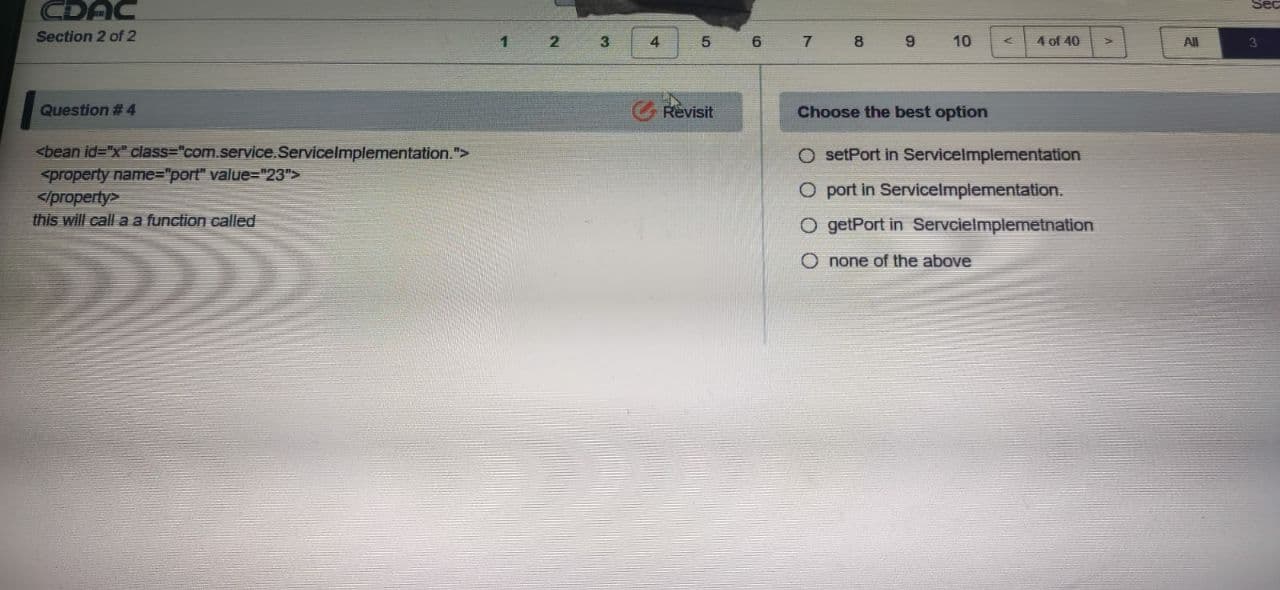 CDAC
Sec
Section 2 of 2
1 2 3 4 5 6 7 8 9 10 < 4 of 40 > All 3
Question # 4
Revisit
<bean id="x" class="com.service.ServiceImplementation.">
<property name="port" value="23">
</property>
this will call a a function called
Choose the best option
setPort in ServiceImplementation
port in ServiceImplementation.
getPort in ServcieImplemetnation
none of the above